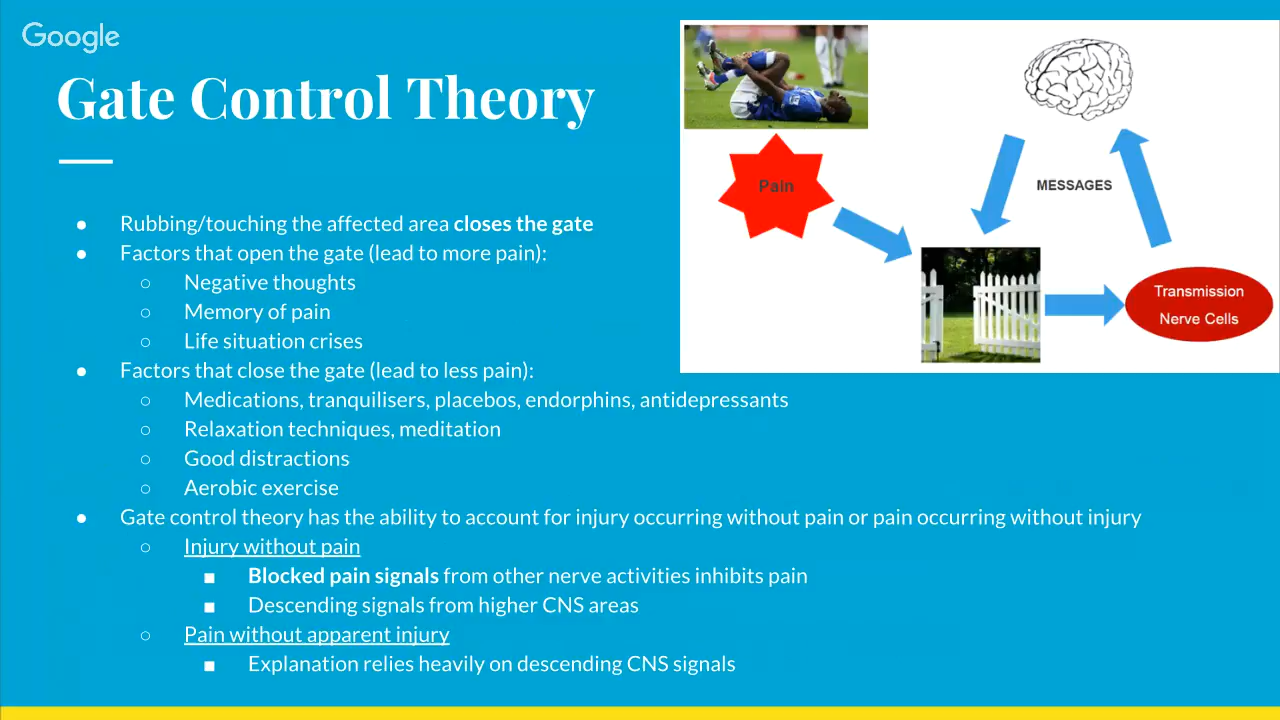 Google
Gate Control Theory
● Rubbing/touching the affected area closes the gate
● Factors that open the gate (lead to more pain):
○ Negative thoughts
○ Memory of pain
○ Life situation crises
● Factors that close the gate (lead to less pain):
○ Medications, tranquilisers, placebos, endorphins, antidepressants
○ Relaxation techniques, meditation
○ Good distractions
○ Aerobic exercise
● Gate control theory has the ability to account for injury occurring without pain or pain occurring without injury
○ Injury without pain
■ Blocked pain signals from other nerve activities inhibits pain
■ Descending signals from higher CNS areas
○ Pain without apparent injury
■ Explanation relies heavily on descending CNS signals
Pain
MESSAGES
Transmission
Nerve Cells